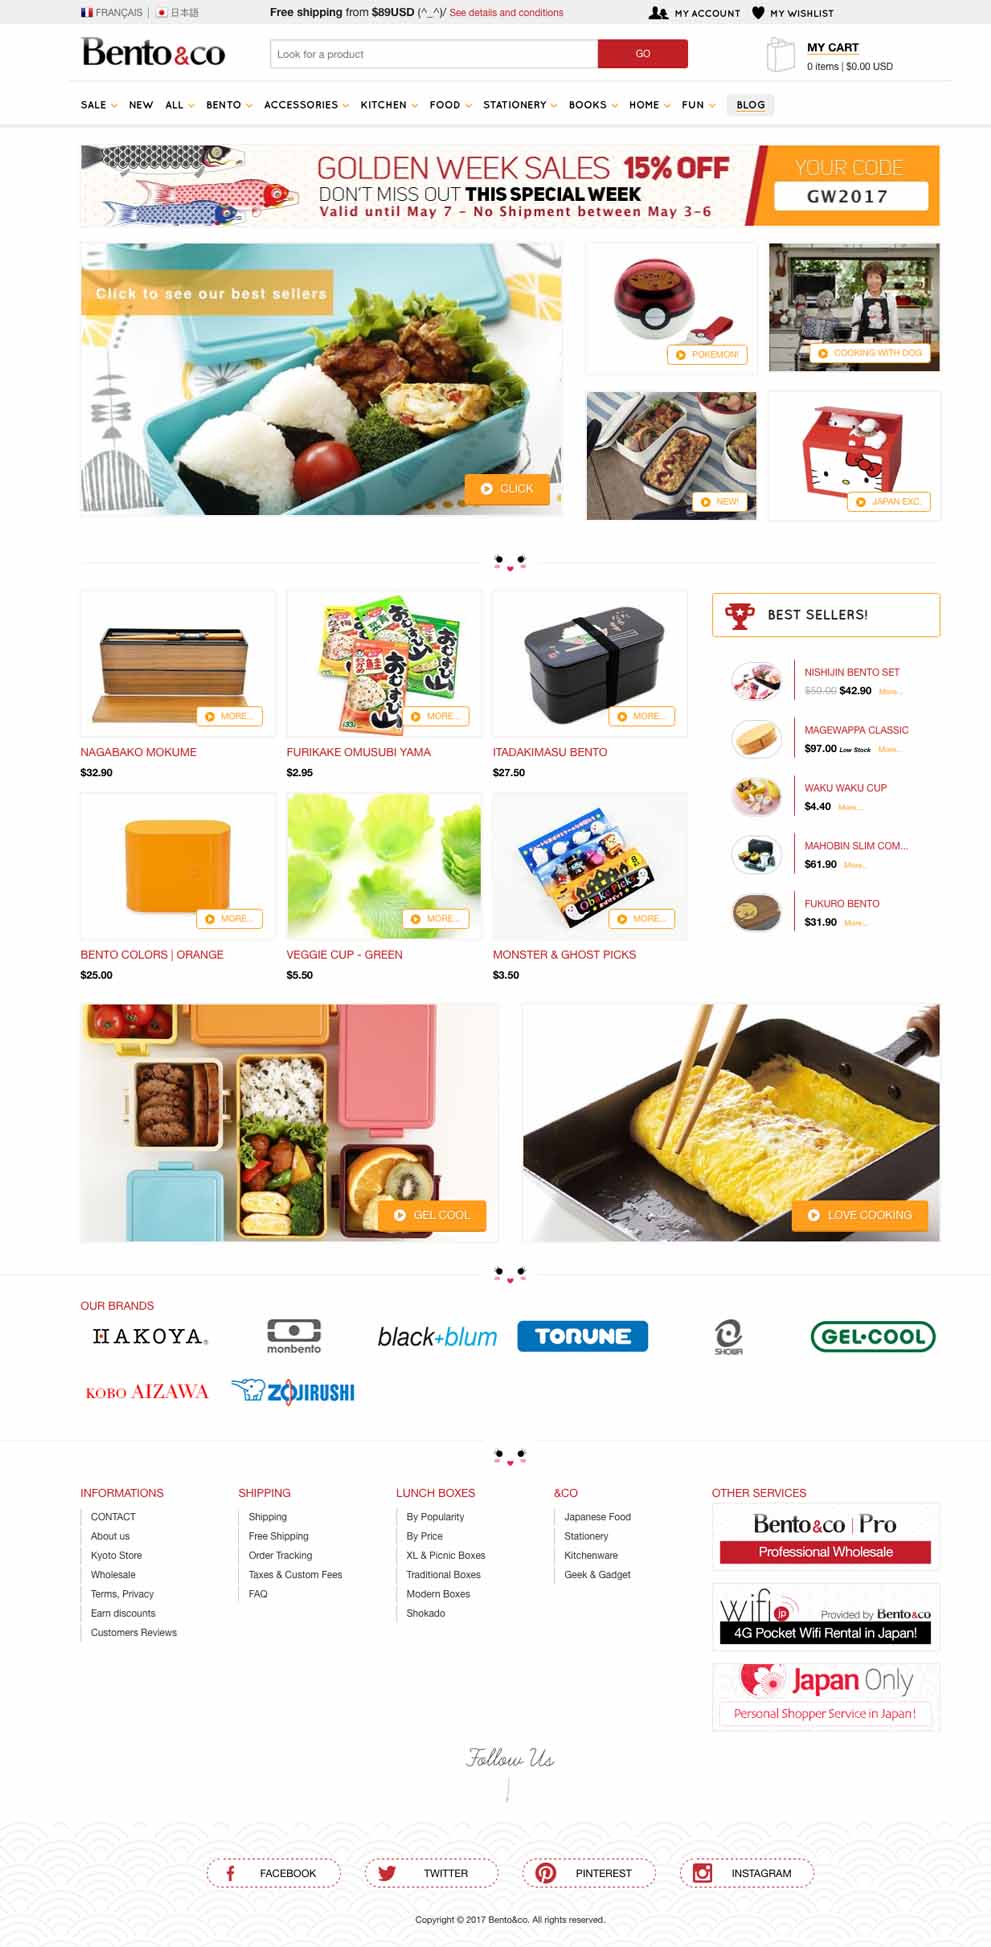 FRANÇAIS | 日本語
Free shipping from $89USD (^_^)/ See details and conditions
MY ACCOUNT MY WISHLIST
Bento&co
Look for a product
GO
MY CART
0 items | $0.00 USD
SALE NEW ALL BENTO ACCESSORIES KITCHEN FOOD STATIONERY BOOKS HOME FUN BLOG
GOLDEN WEEK SALES 15% OFF
DON'T MISS OUT THIS SPECIAL WEEK
Valid until May 7 - No Shipment between May 3-6
YOUR CODE
GW2017
Click to see our best sellers
CLICK
POKEMON!
COOKING WITH DOG
NEW!
JAPAN EXC.
おむすび山
鮭
MORE...
MORE...
MORE...
NAGABAKO MOKUME
$32.90
FURIKAKE OMUSUBI YAMA
$2.95
ITADAKIMASU BENTO
$27.50
Obake Picks
MORE...
MORE...
MORE...
BENTO COLORS | ORANGE
$25.00
VEGGIE CUP - GREEN
$5.50
MONSTER & GHOST PICKS
$3.50
BEST SELLERS!
NISHIJIN BENTO SET
$50.00 $42.90 More...
MAGEWAPPA CLASSIC
$97.00 Low Stock More...
WAKU WAKU CUP
$4.40 More...
MAHOBIN SLIM COM...
$61.90 More...
FUKURO BENTO
$31.90 More...
GEL COOL
LOVE COOKING
OUR BRANDS
HAKOYA®
monbento
black+blum
TORUNE
SHOWA
GEL·COOL
KOBO AIZAWA
ZOJIRUSHI
INFORMATIONS
CONTACT
About us
Kyoto Store
Wholesale
Terms, Privacy
Earn discounts
Customers Reviews
SHIPPING
Shipping
Free Shipping
Order Tracking
Taxes & Custom Fees
FAQ
LUNCH BOXES
By Popularity
By Price
XL & Picnic Boxes
Traditional Boxes
Modern Boxes
Shokado
&CO
Japanese Food
Stationery
Kitchenware
Geek & Gadget
OTHER SERVICES
Bento&co | Pro
Professional Wholesale
wifi jp Provided by Bento&co
4G Pocket Wifi Rental in Japan!
Japan Only
Personal Shopper Service in Japan!
Follow Us
FACEBOOK
TWITTER
PINTEREST
INSTAGRAM
Copyright © 2017 Bento&co. All rights reserved.